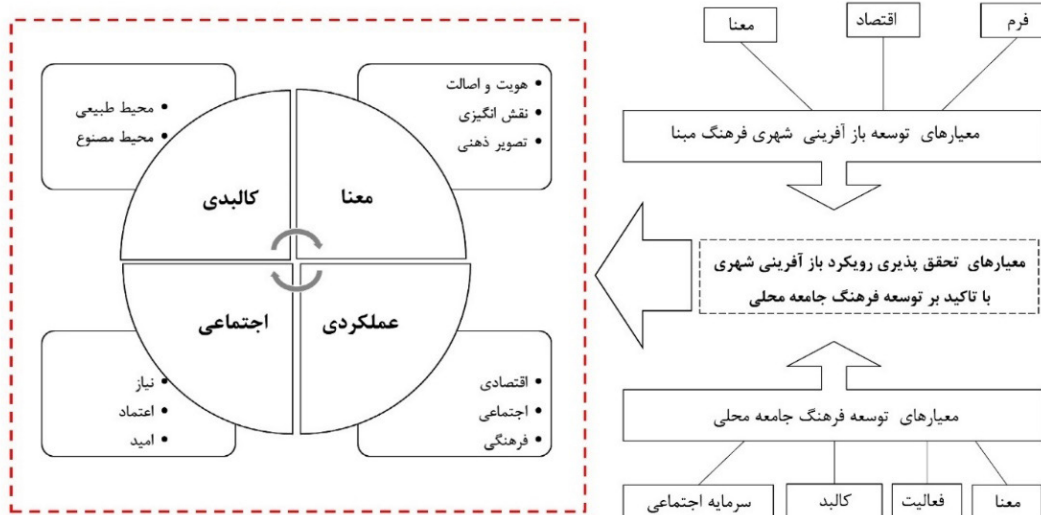 فرم
اقتصاد
معنا
معیارهای توسعه باز آفرینی شهری فرهنگ مبنا
معیارهای تحقق پذیری رویکرد باز آفرینی شهری
با تاکید بر توسعه فرهنگ جامعه محلی
معیارهای توسعه فرهنگ جامعه محلی
معنا
فعالیت
کالبد
سرمایه اجتماعی
• هویت و اصالت
• نقش انگیزی
• تصویر ذهنی
معنا
• محیط طبیعی
• محیط مصنوع
کالبدی
عملکردی
• اقتصادی
• اجتماعی
• فرهنگی
اجتماعی
• نیاز
• اعتماد
• امید